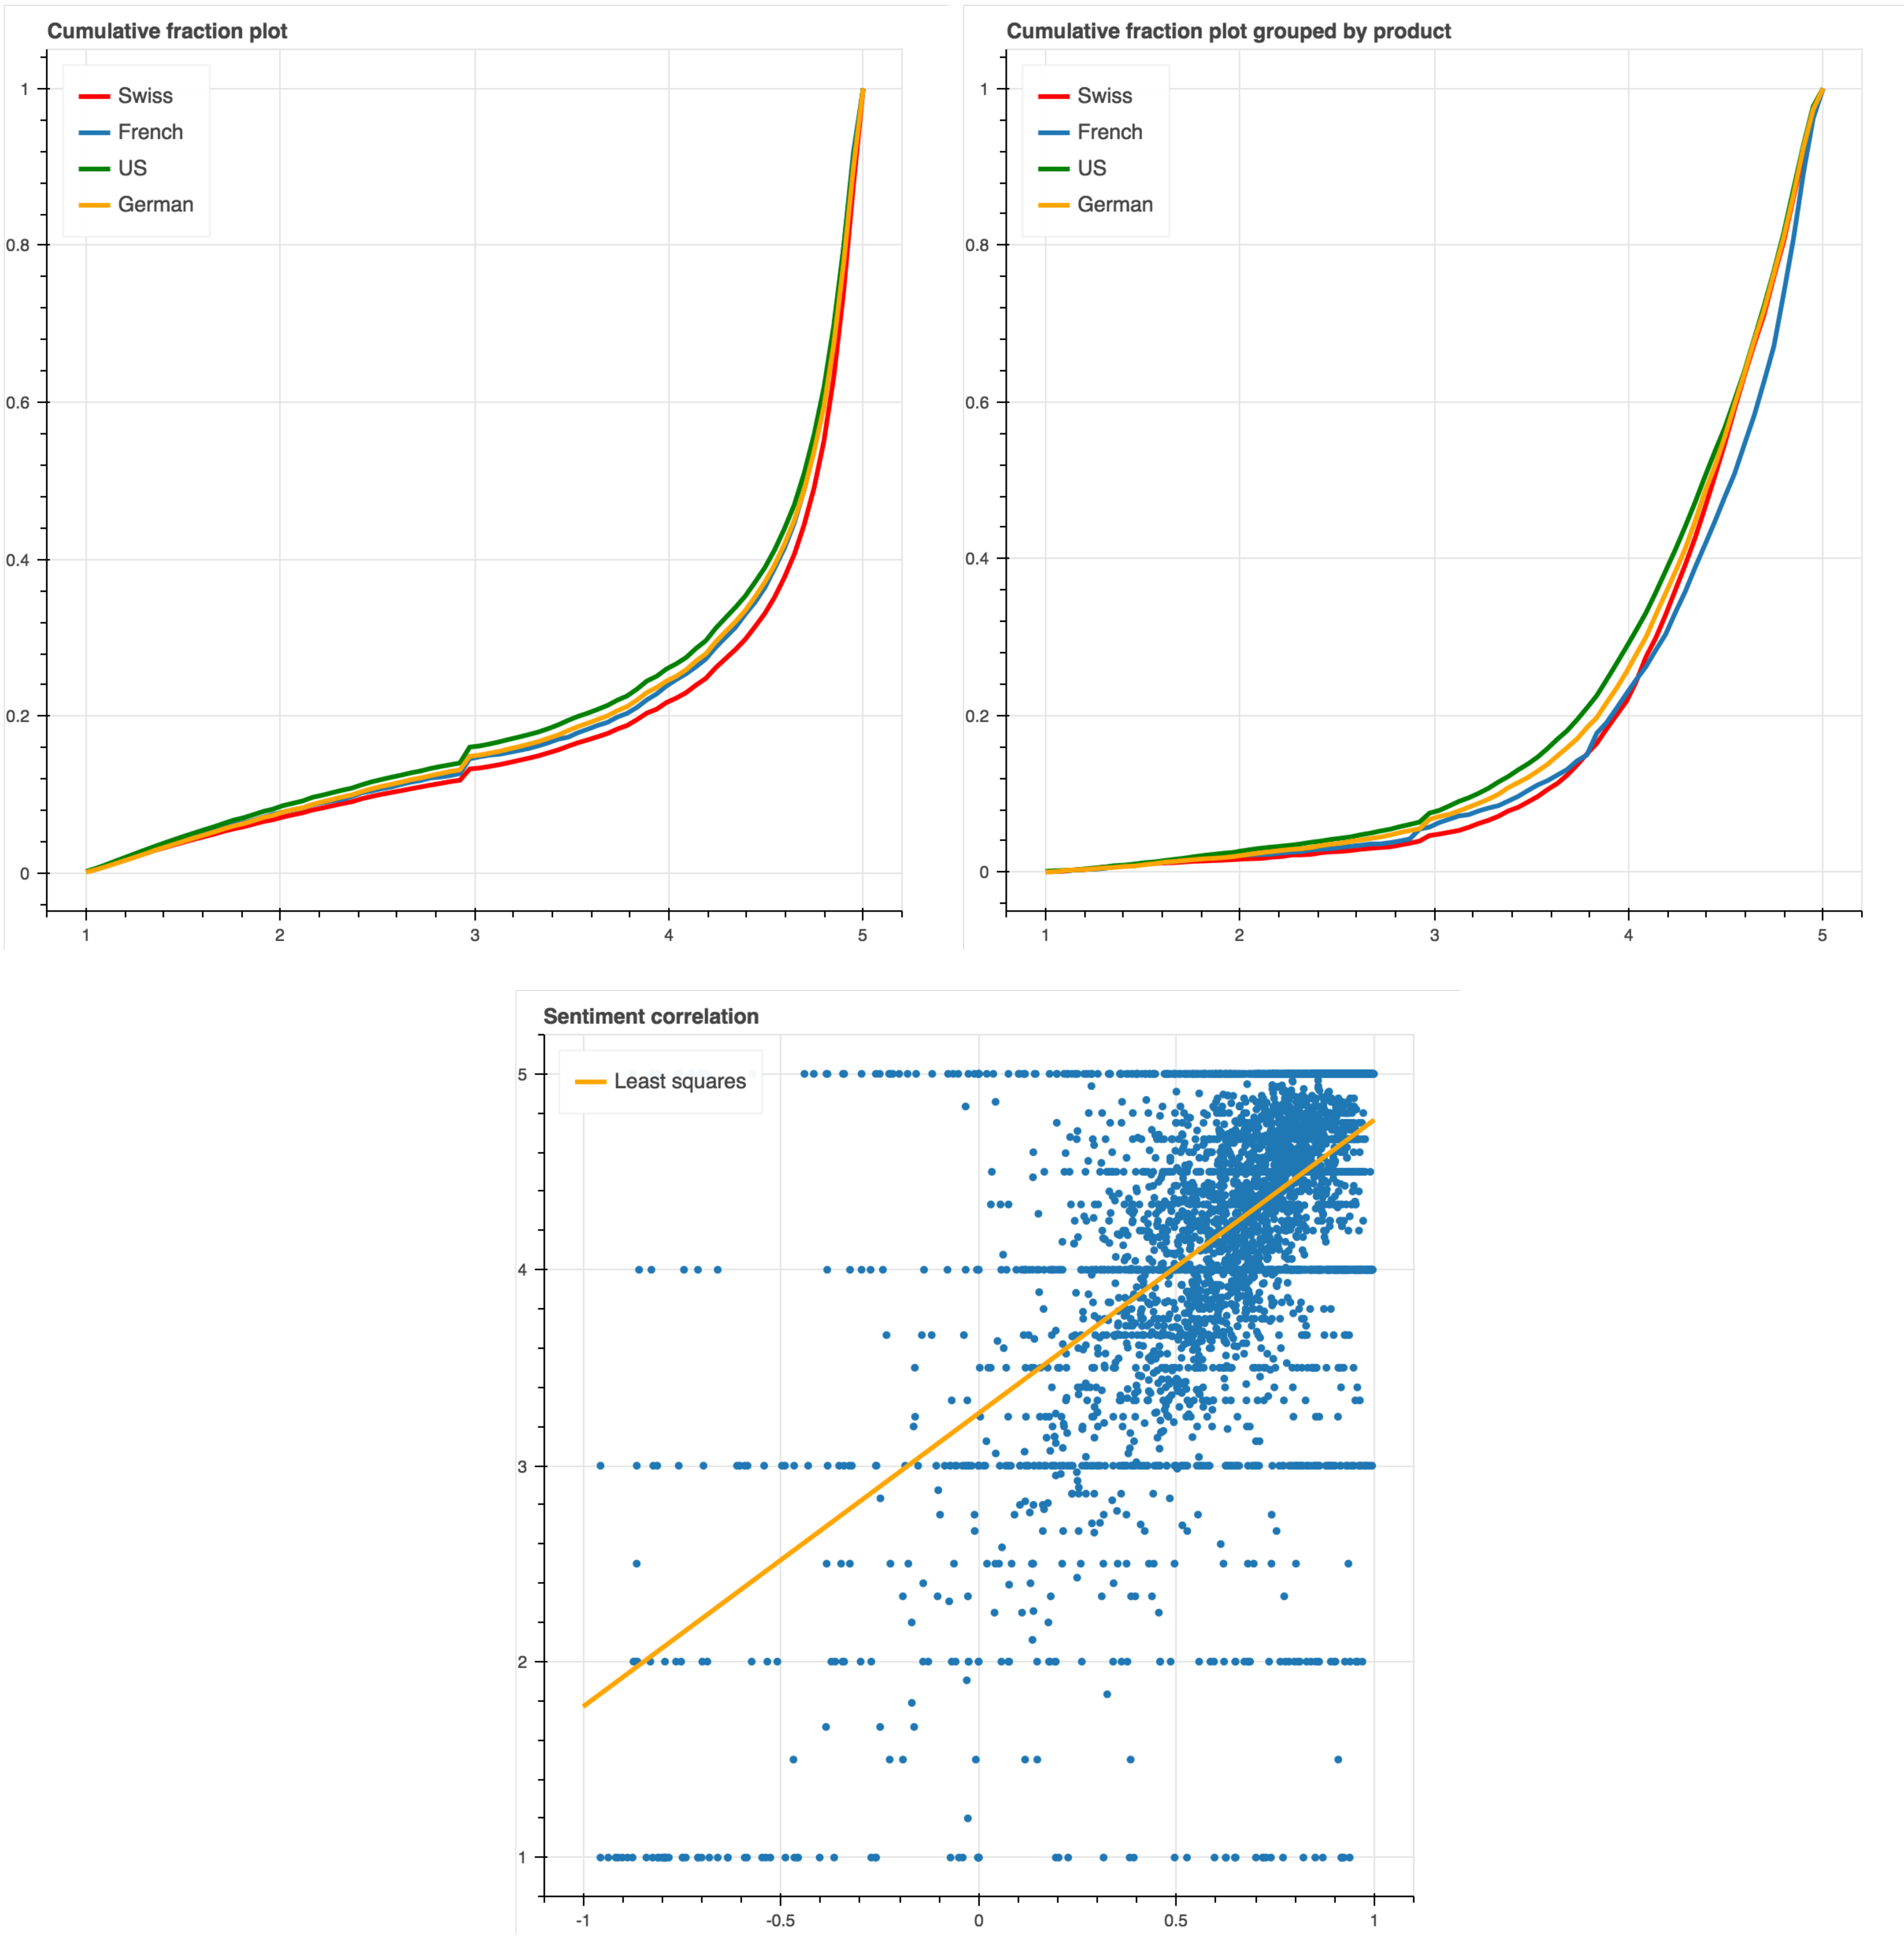 Cumulative fraction plot
Swiss
French
US
German
1
0.8
0.6
0.4
0.2
0
1 2 3 4 5
Cumulative fraction plot grouped by product
Swiss
French
US
German
1
0.8
0.6
0.4
0.2
0
1 2 3 4 5
Sentiment correlation
Least squares
5
4
3
2
1
-1 -0.5 0 0.5 1